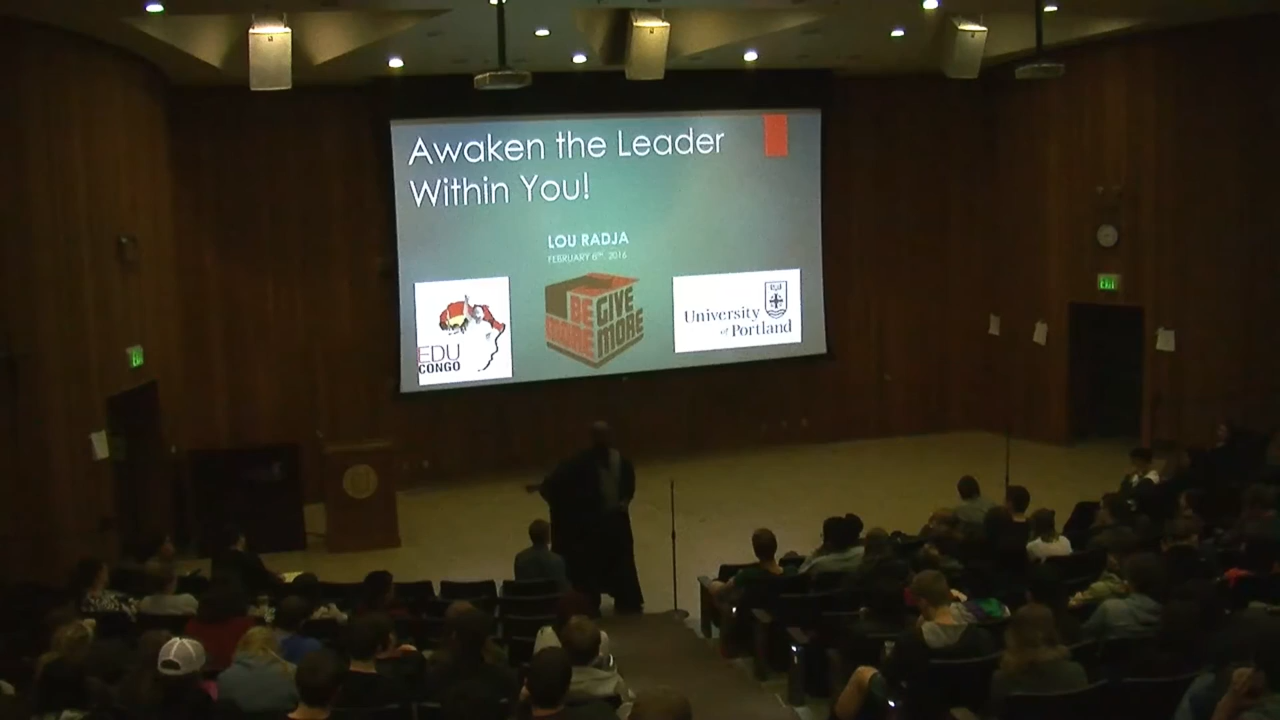 Awaken the Leader
Within You!
LOU RADJA
FEBRUARY 6TH, 2016
EDU
CONGO
BE GIVE
MORE MORE
University
of Portland
EXIT